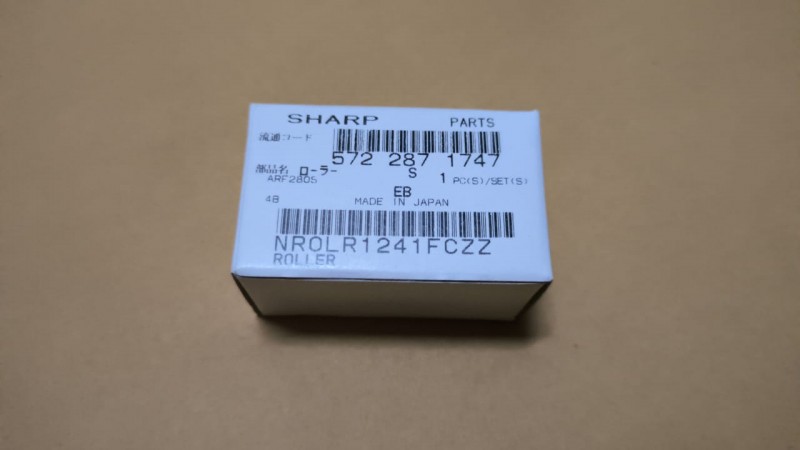 SHARP PARTS
流通コード
572 287 1747
部品名 ローラー S 1 PC(S)/SET(S)
ARF280S
EB
48 MADE IN JAPAN
NROLR1241FCZZ
ROLLER